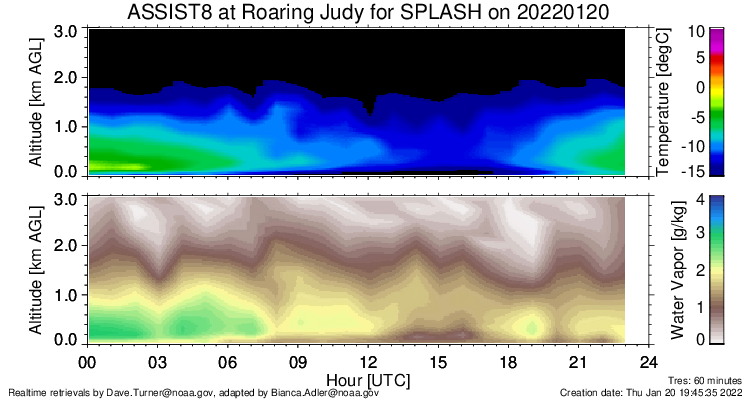 ASSIST8 at Roaring Judy for SPLASH on 20220120
3.0
2.0
1.0
0.0
Altitude [km AGL]
10
5
0
-5
-10
-15
Temperature [degC]
3.0
2.0
1.0
0.0
Altitude [km AGL]
4
3
2
1
0
Water Vapor [g/kg]
00 03 06 09 12 15 18 21 24
Hour [UTC]
Tres: 60 minutes
Realtime retrievals by Dave.Turner@noaa.gov, adapted by Bianca.Adler@noaa.gov
Creation date: Thu Jan 20 19:45:35 2022